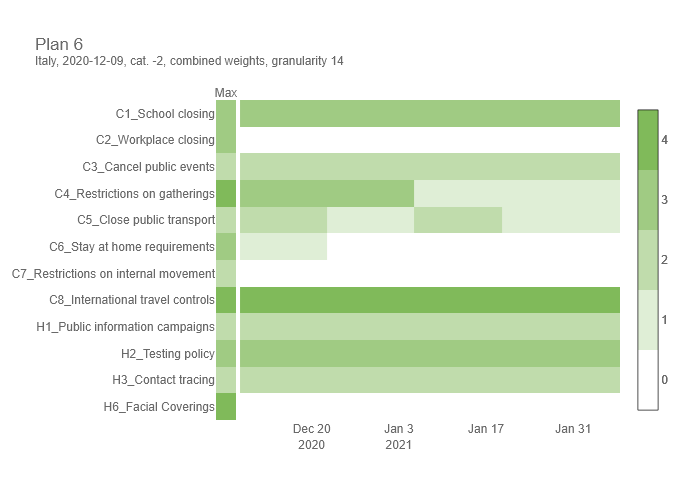 Plan 6
Italy, 2020-12-09, cat. -2, combined weights, granularity 14
Max
C1_School closing
C2_Workplace closing
C3_Cancel public events
C4_Restrictions on gatherings
C5_Close public transport
C6_Stay at home requirements
C7_Restrictions on internal movement
C8_International travel controls
H1_Public information campaigns
H2_Testing policy
H3_Contact tracing
H6_Facial Coverings
4
3
2
1
0
Dec 20 Jan 3 Jan 17 Jan 31
2020 2021